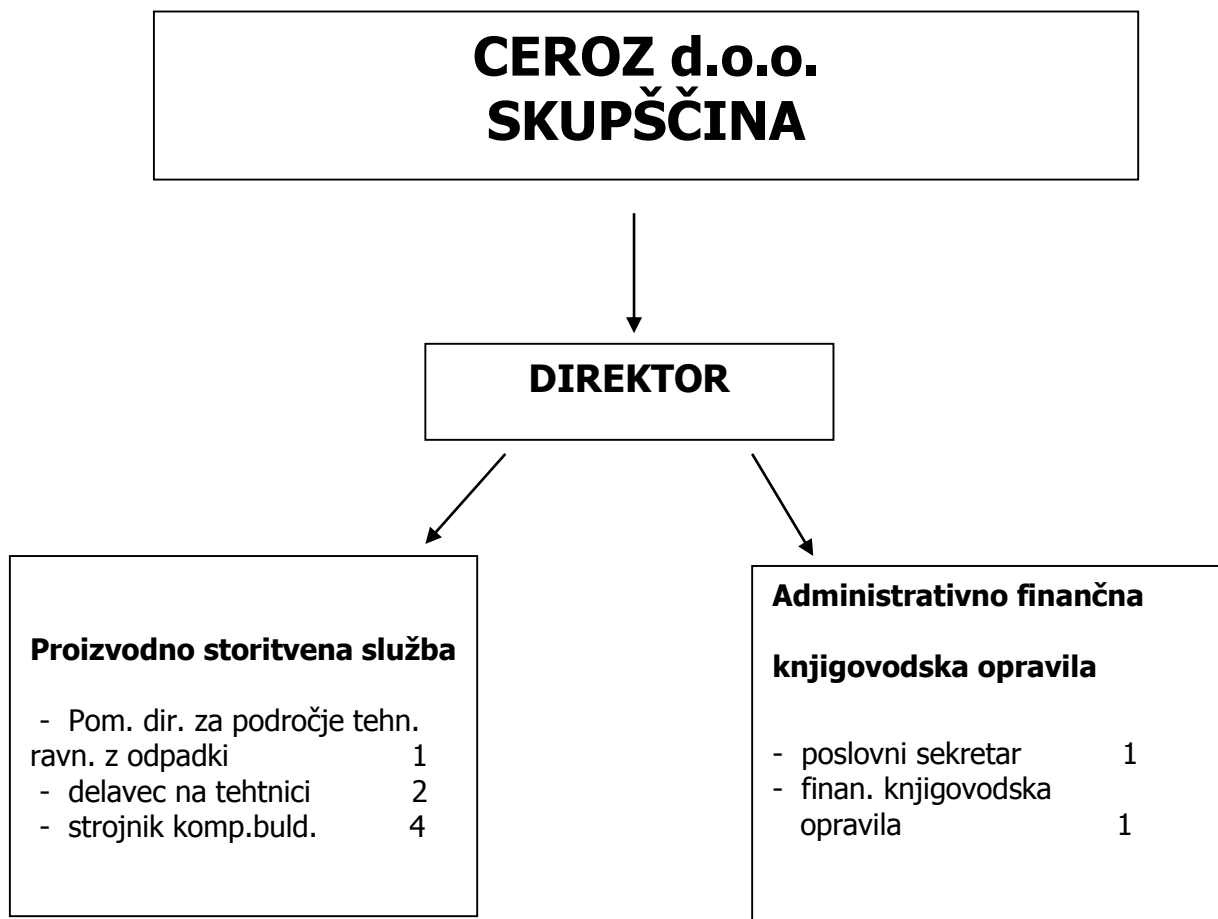 CEROZ d.o.o.
SKUPŠČINA
DIREKTOR
Proizvodno storitvena služba
- Pom. dir. za področje tehn.
ravn. z odpadki 1
- delavec na tehtnici 2
- strojnik komp.buld. 4
Administrativno finančna
knjigovodska opravila
- poslovni sekretar 1
- finan. knjigovodska
opravila 1